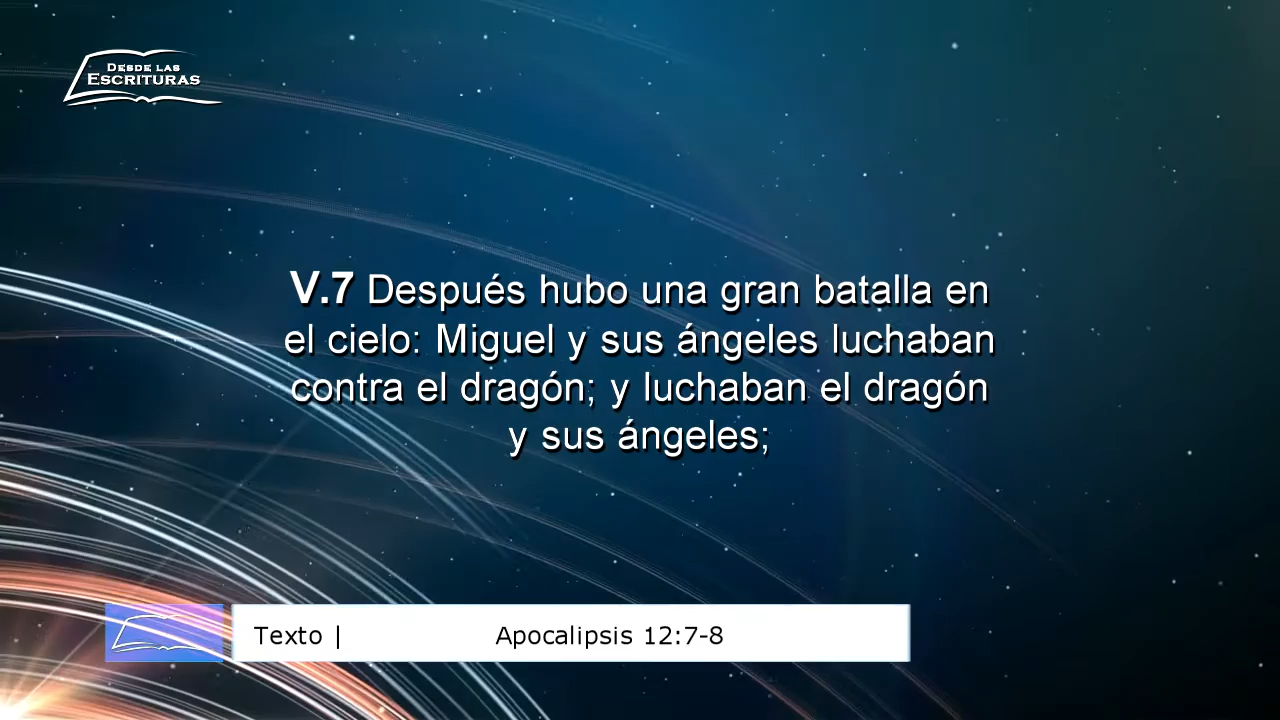 DESDE LAS
ESCRITURAS
V.7 Después hubo una gran batalla en
el cielo: Miguel y sus ángeles luchaban
contra el dragón; y luchaban el dragón
y sus ángeles;
Texto | Apocalipsis 12:7-8